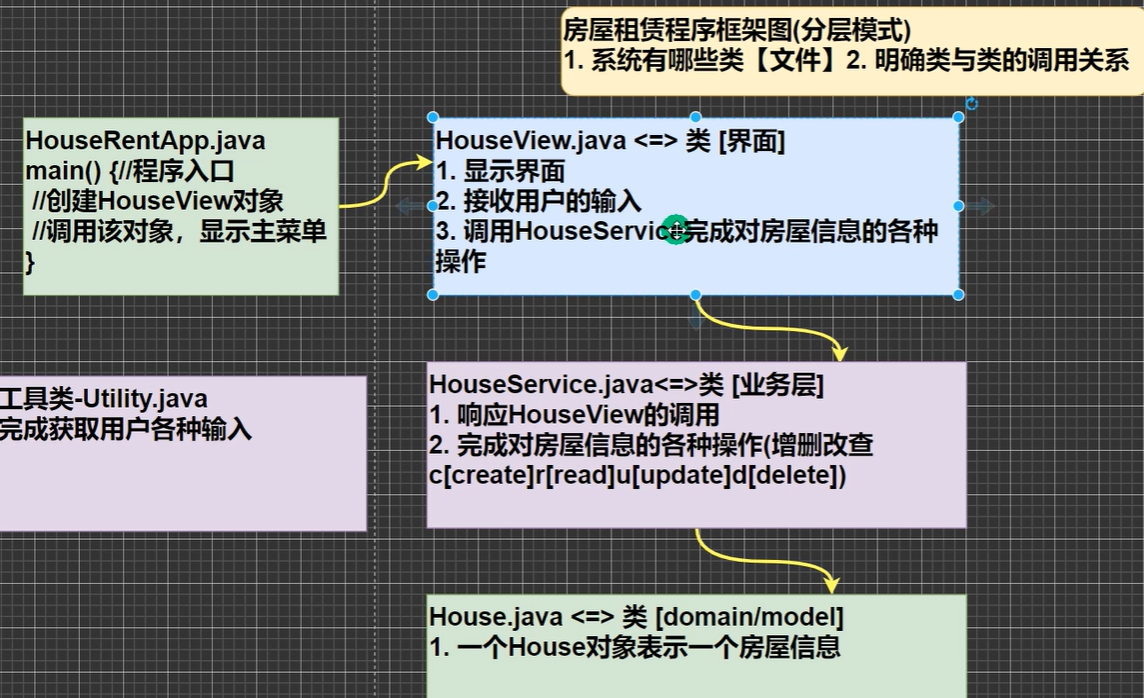 房屋租赁程序框架图(分层模式)
1. 系统有哪些类【文件】2. 明确类与类的调用关系
HouseRentApp.java
main() {//程序入口
//创建HouseView对象
//调用该对象，显示主菜单
}
HouseView.java <=> 类 [界面]
1. 显示界面
2. 接收用户的输入
3. 调用HouseService完成对房屋信息的各种
操作
工具类-Utility.java
完成获取用户各种输入
HouseService.java<=>类 [业务层]
1. 响应HouseView的调用
2. 完成对房屋信息的各种操作(增删改查
c[create]r[read]u[update]d[delete])
House.java <=> 类 [domain/model]
1. 一个House对象表示一个房屋信息